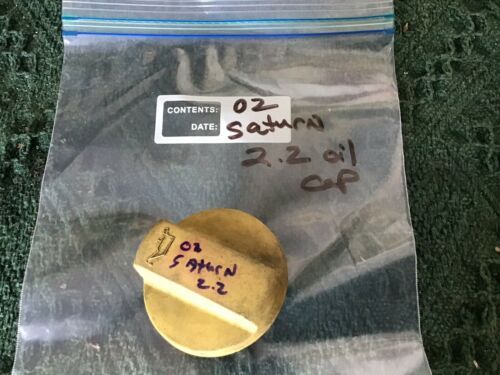 CONTENTS: 02
DATE: Saturn
2.2 oil
cap
02
SATURN
2.2